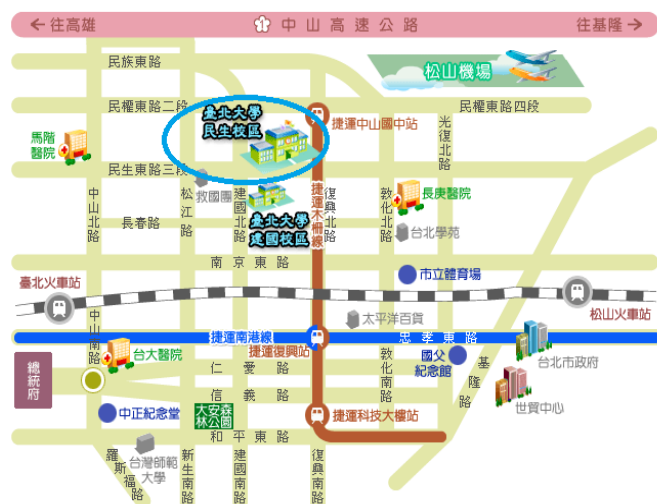 ← 往高雄
1 中山高速公路
往基隆 →
民族東路
松山機場
民權東路二段
臺北大學
民生校區
捷運中山國中站
民權東路四段
馬階
醫院
光復北路
民生東路三段
救國團
中山北路
松江路
建國北路
捷運木柵線
復興北路
敦化北路
長庚醫院
長春路
臺北大學
建國校區
台北學苑
南京東路
市立體育場
臺北火車站
松山火車站
中山南路
太平洋百貨
捷運南港線
忠孝東路
捷運復興站
台大醫院
仁愛路
敦化南路
國父
紀念館
基隆路
台北市政府
總統府
信義路
世貿中心
中正紀念堂
大安森
林公園
捷運科技大樓站
和平東路
台灣師範
大學
羅斯福路
新生南路
建國南路
復興南路